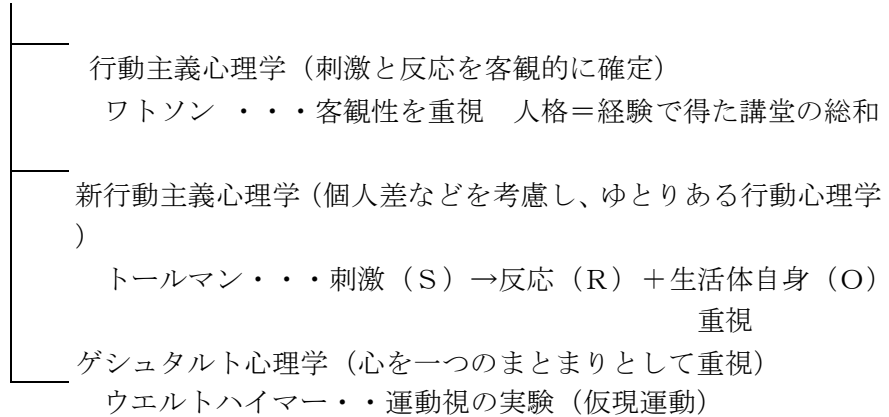 行動主義心理学（刺激と反応を客観的に確定）
ワトソン ・・・客観性を重視　人格＝経験で得た講堂の総和
新行動主義心理学（個人差などを考慮し、ゆとりある行動心理学
）
トールマン・・・刺激（Ｓ）→反応（Ｒ）＋生活体自身（Ｏ）
重視
ゲシュタルト心理学（心を一つのまとまりとして重視）
ウエルトハイマー・・運動視の実験（仮現運動）